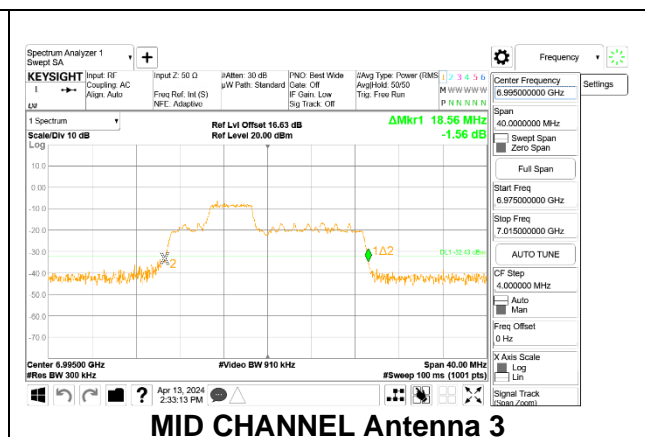 Spectrum Analyzer 1
Swept SA
Frequency
KEYSIGHT
Input: RF
Coupling: AC
Align: Auto
Input Z: 50 Ω
Freq Ref: Int (S)
NFE: Adaptive
#Atten: 30 dB
µW Path: Standard
PNO: Best Wide
Gate: Off
IF Gain: Low
Sig Track: Off
#Avg Type: Power (RMS
Avg|Hold: 50/50
Trig: Free Run
1 2 3 4 5 6
M W W W W W
P N N N N N
Center Frequency
6.995000000 GHz
Settings
1 Spectrum
Scale/Div 10 dB
Log
Ref Lvl Offset 16.63 dB
Ref Level 20.00 dBm
ΔMkr1 18.56 MHz
-1.56 dB
Span
40.0000000 MHz
Swept Span
Zero Span
Full Span
Start Freq
6.975000000 GHz
Stop Freq
7.015000000 GHz
AUTO TUNE
CF Step
4.000000 MHz
Auto
Man
Freq Offset
0 Hz
X Axis Scale
Log
Lin
Signal Track
(Span Zoom)
10.0
0.00
-10.0
-20.0
-30.0
-40.0
-50.0
-60.0
-70.0
2
1Δ2
Center 6.99500 GHz
#Res BW 300 kHz
#Video BW 910 kHz
Span 40.00 MHz
#Sweep 100 ms (1001 pts)
Apr 13, 2024
2:33:13 PM
MID CHANNEL Antenna 3